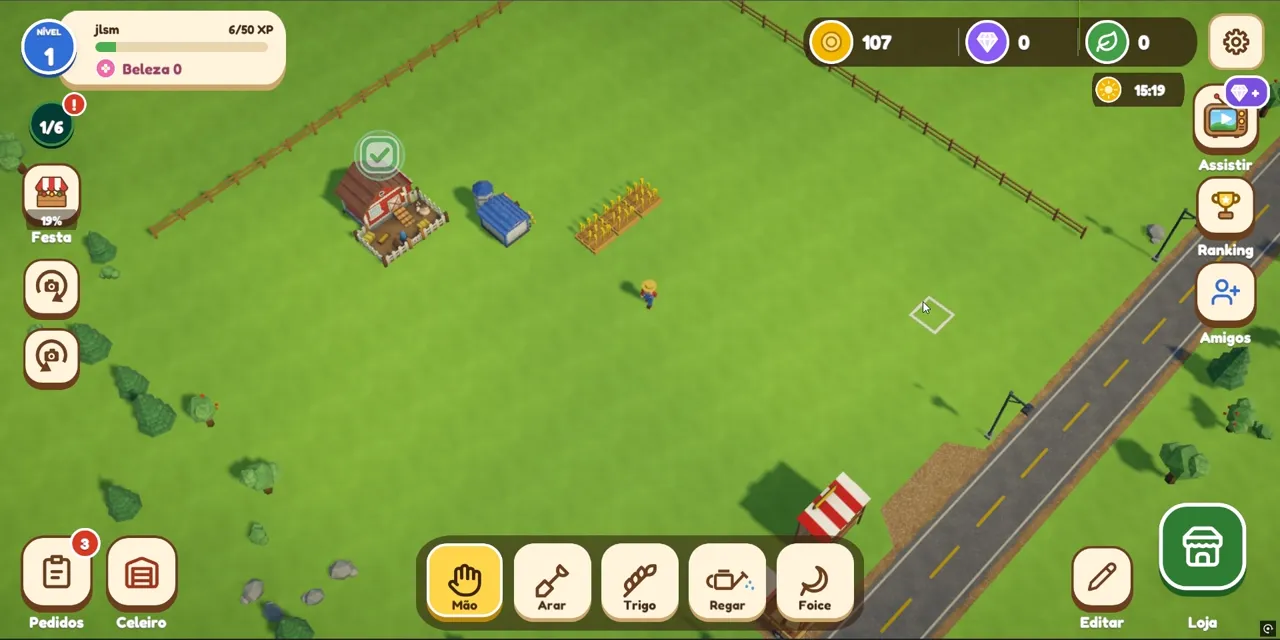 NÍVEL
1
jlsm
6/50 XP
Beleza 0
107
0
0
15:19
!
1/6
19%
Festa
Assistir
Ranking
Amigos
3
Pedidos
Celeiro
Mão
Arar
Trigo
Regar
Foice
Editar
Loja